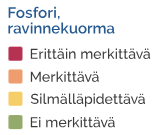 Fosfori,
ravinnekuorma
Erittäin merkittävä
Merkittävä
Silmälläpidettävä
Ei merkittävä